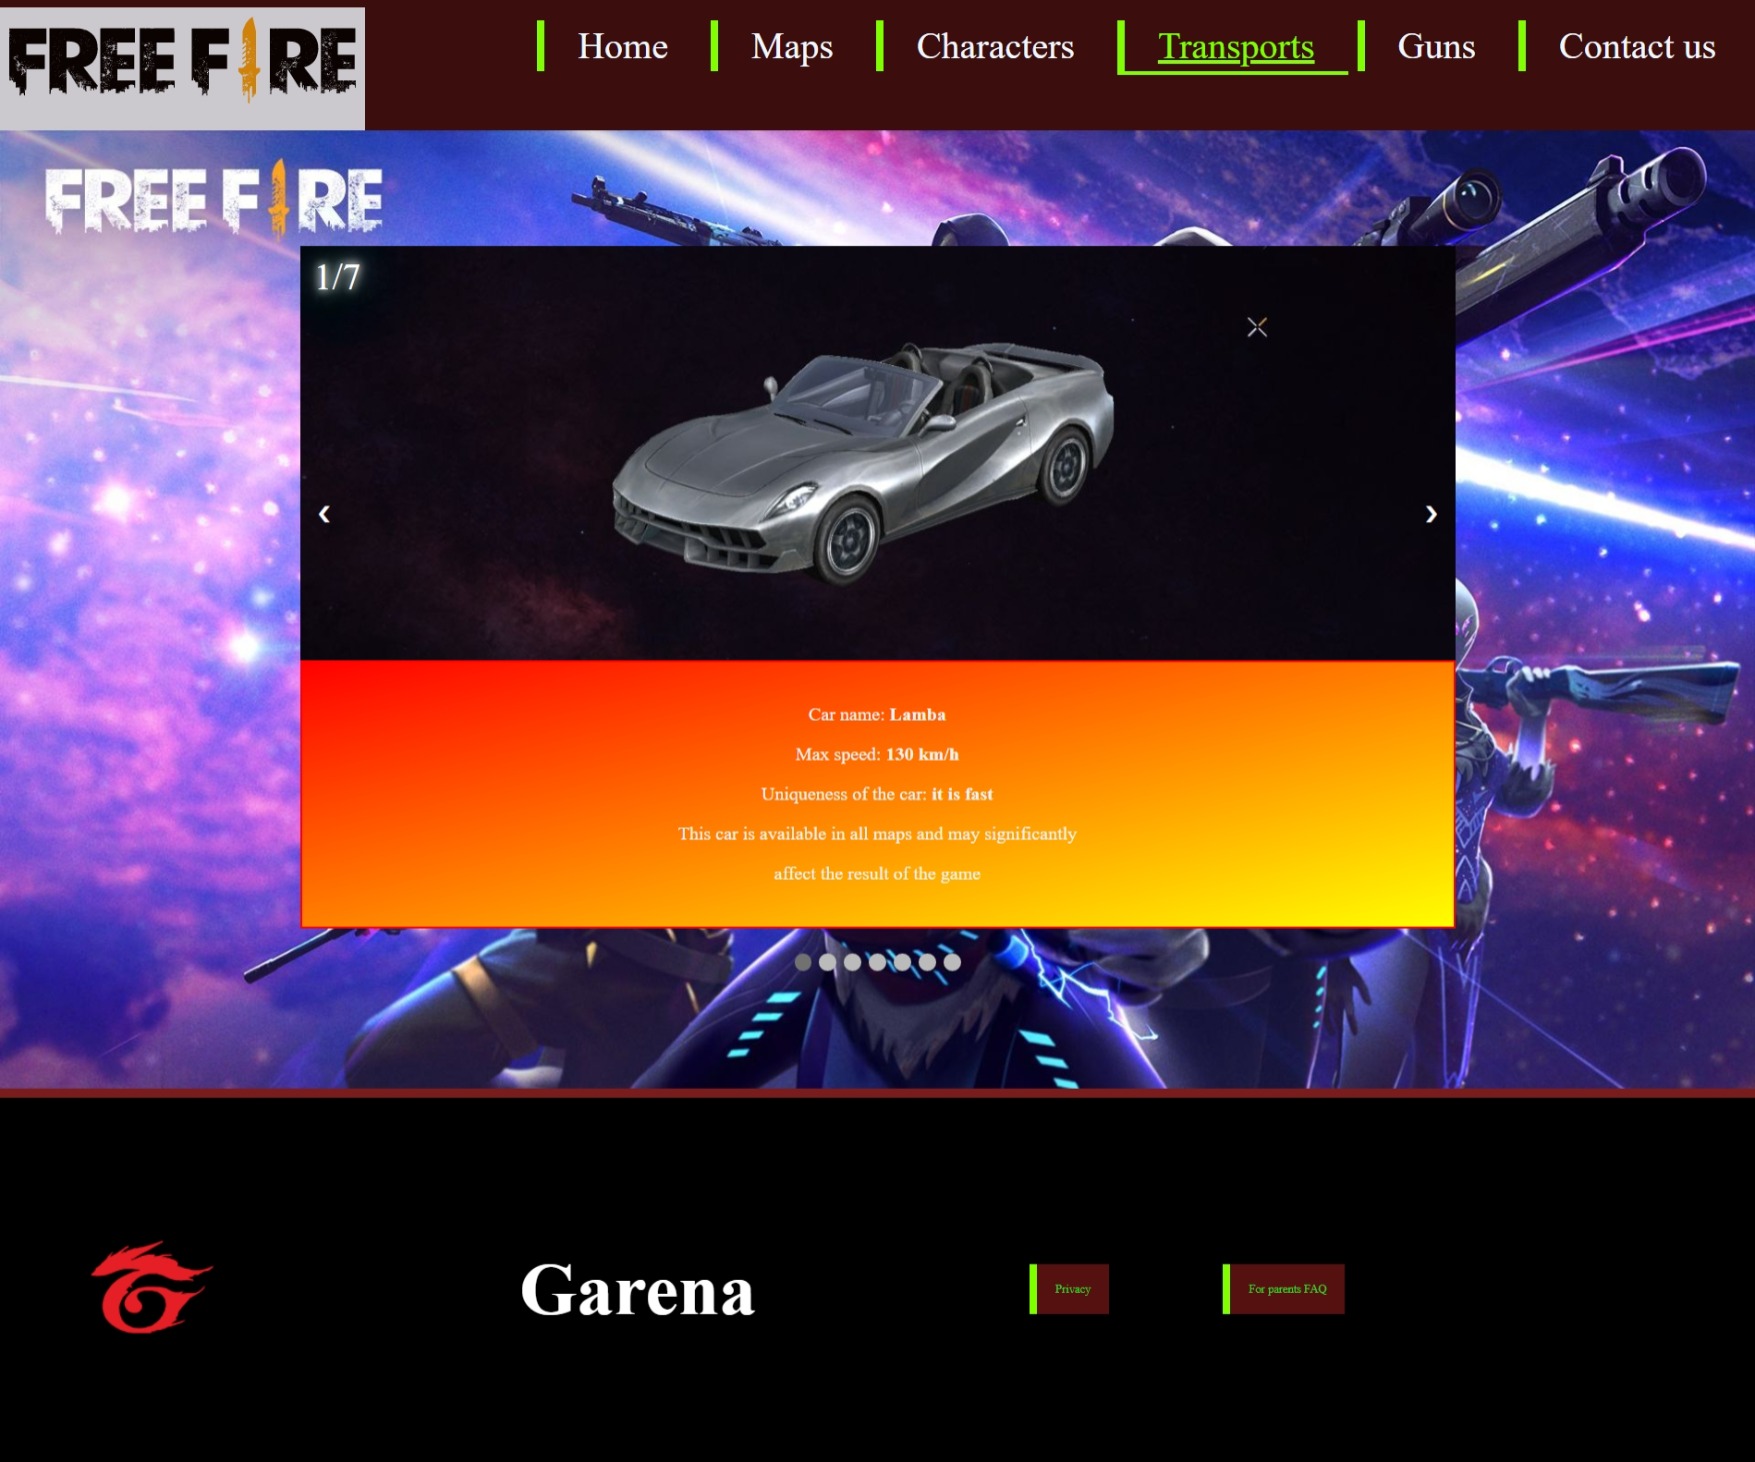 FREE FIRE
Home
Maps
Characters
Transports
Guns
Contact us
FREE FIRE
1/7
‹
›
Car name: Lamba
Max speed: 130 km/h
Uniqueness of the car: it is fast
This car is available in all maps and may significantly
affect the result of the game
Garena
Privacy
For parents FAQ